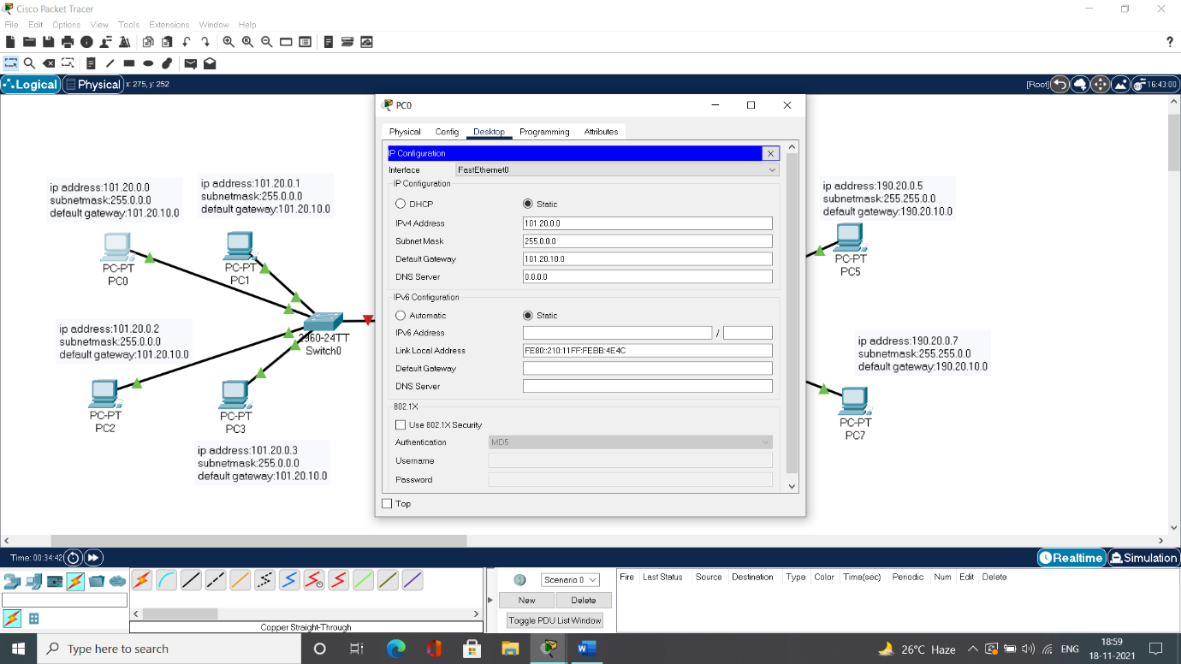 Cisco Packet Tracer
File Edit Options View Tools Extensions Window Help
?
Logical Physical x: 275, y: 252 [Root] 16:43:00
ip address:101.20.0.0
subnetmask:255.0.0.0
default gateway:101.20.10.0
PC-PT
PC0
ip address:101.20.0.1
subnetmask:255.0.0.0
default gateway:101.20.10.0
PC-PT
PC1
ip address:101.20.0.2
subnetmask:255.0.0.0
default gateway:101.20.10.0
PC-PT
PC2
2960-24TT
Switch0
PC-PT
PC3
ip address:101.20.0.3
subnetmask:255.0.0.0
default gateway:101.20.10.0
PC0
Physical Config Desktop Programming Attributes
IP Configuration X
Interface FastEthernet0
IP Configuration
DHCP Static
IPv4 Address 101.20.0.0
Subnet Mask 255.0.0.0
Default Gateway 101.20.10.0
DNS Server 0.0.0.0
IPv6 Configuration
Automatic Static
IPv6 Address /
Link Local Address FE80::210:11FF:FEBB:4E4C
Default Gateway
DNS Server
802.1X
Use 802.1X Security
Authentication MD5
Username
Password
Top
ip address:190.20.0.5
subnetmask:255.255.0.0
default gateway:190.20.10.0
PC-PT
PC5
ip address:190.20.0.7
subnetmask:255.255.0.0
default gateway:190.20.10.0
PC-PT
PC7
Time: 00:34:42 Realtime Simulation
Scenario 0
New Delete
Toggle PDU List Window
Fire Last Status Source Destination Type Color Time(sec) Periodic Num Edit Delete
Copper Straight-Through
Type here to search
26°C Haze ENG 18:59
18-11-2021